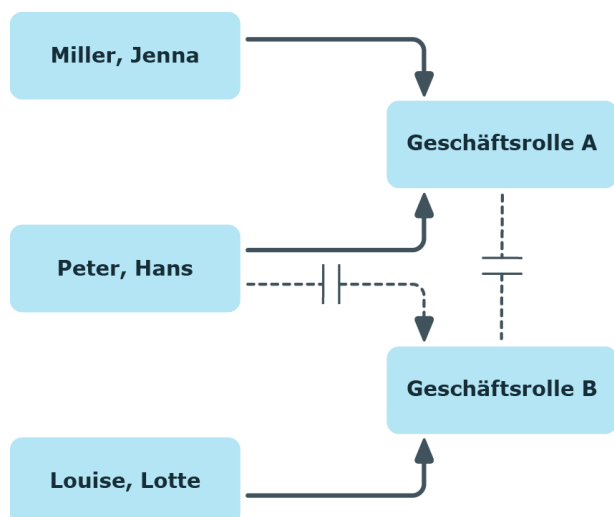 Miller, Jenna
Geschäftsrolle A
Peter, Hans
Geschäftsrolle B
Louise, Lotte